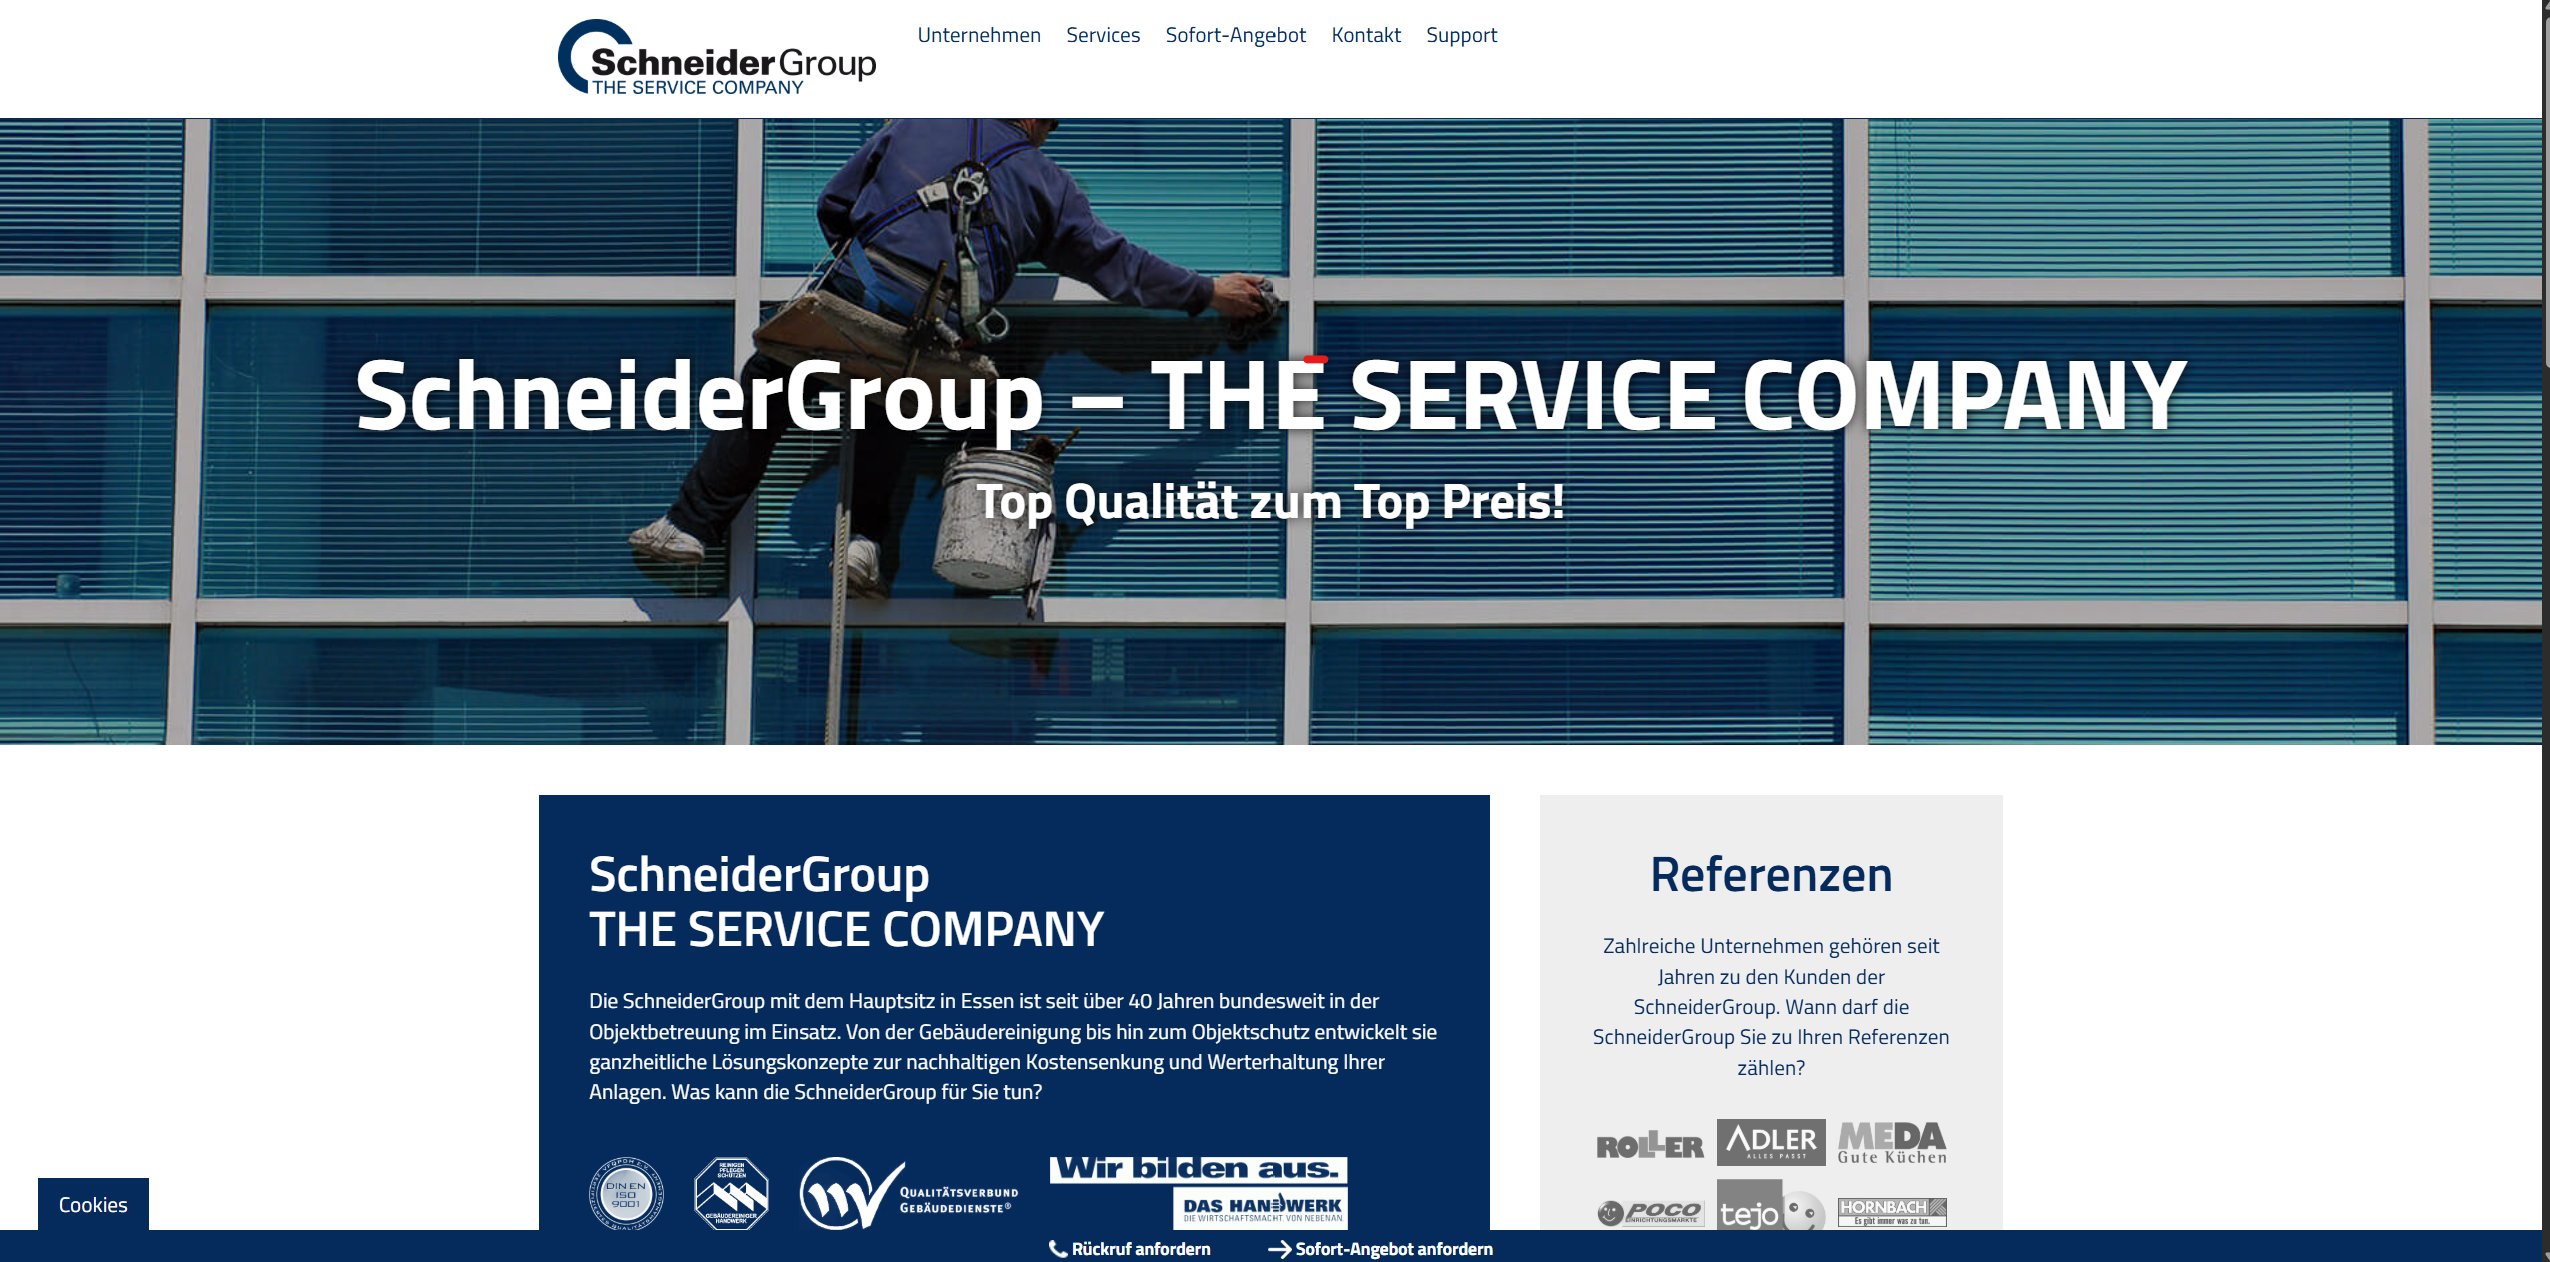 SchneiderGroup
THE SERVICE COMPANY
Unternehmen Services Sofort-Angebot Kontakt Support
SchneiderGroup – THE SERVICE COMPANY
Top Qualität zum Top Preis!
SchneiderGroup
THE SERVICE COMPANY
Die SchneiderGroup mit dem Hauptsitz in Essen ist seit über 40 Jahren bundesweit in der
Objektbetreuung im Einsatz. Von der Gebäudereinigung bis hin zum Objektschutz entwickelt sie
ganzheitliche Lösungskonzepte zur nachhaltigen Kostensenkung und Werterhaltung Ihrer
Anlagen. Was kann die SchneiderGroup für Sie tun?
DIN EN
ISO
9001
REINIGEN
PFLEGEN
SCHÜTZEN
GEBÄUDEREINIGER
HANDWERK
QUALITÄTSVERBUND
GEBÄUDEDIENSTE®
Wir bilden aus.
DAS HANDWERK
DIE WIRTSCHAFTSMACHT. VON NEBENAN.
Referenzen
Zahlreiche Unternehmen gehören seit
Jahren zu den Kunden der
SchneiderGroup. Wann darf die
SchneiderGroup Sie zu Ihren Referenzen
zählen?
ROLLER
ADLER
ALLES PASST
MEDA
Gute Küchen
POCO
EINRICHTUNGSMÄRKTE
tejo
HORNBACH
Es gibt immer was zu tun.
Cookies
Rückruf anfordern
Sofort-Angebot anfordern